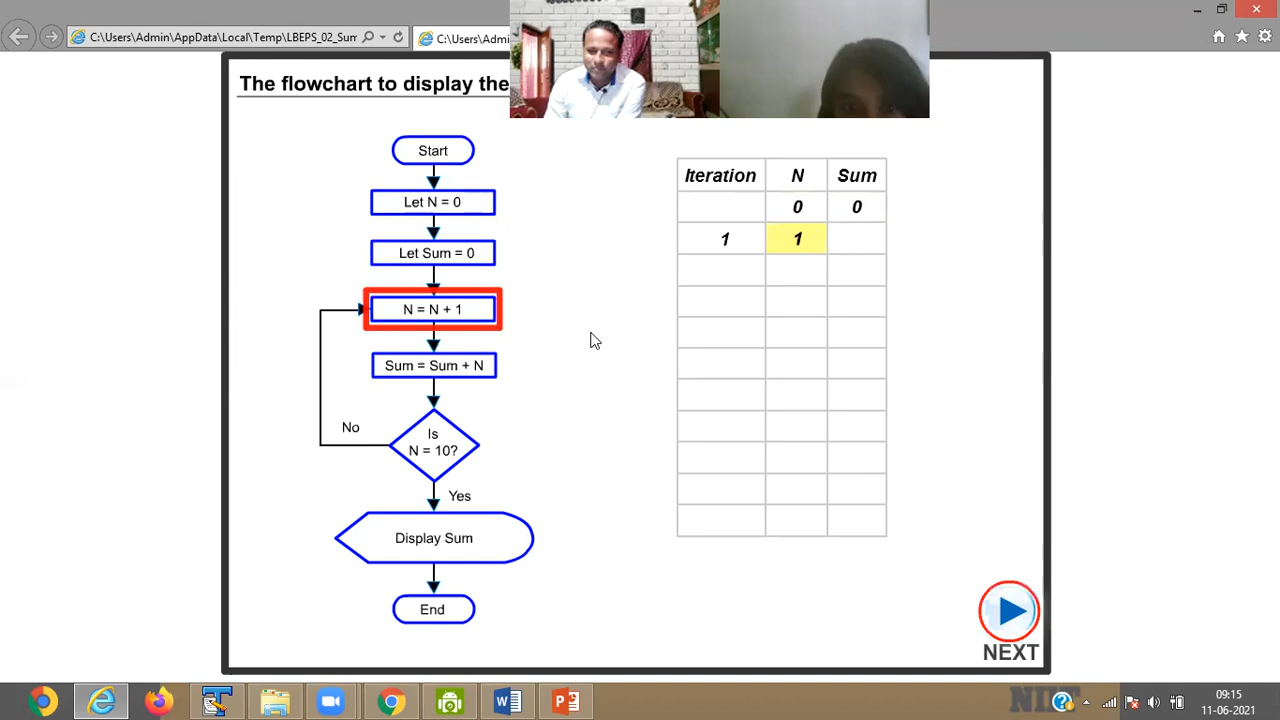 C:\Users\Admin\AppData\Local\Temp\LBEPS_02_Sum
C:\Users\Admi
The flowchart to display the
Start
Let N = 0
Let Sum = 0
N = N + 1
Sum = Sum + N
Is
N = 10?
No
Yes
Display Sum
End
Iteration N Sum
0 0
1 1
NEXT
09:15
11-06-2021